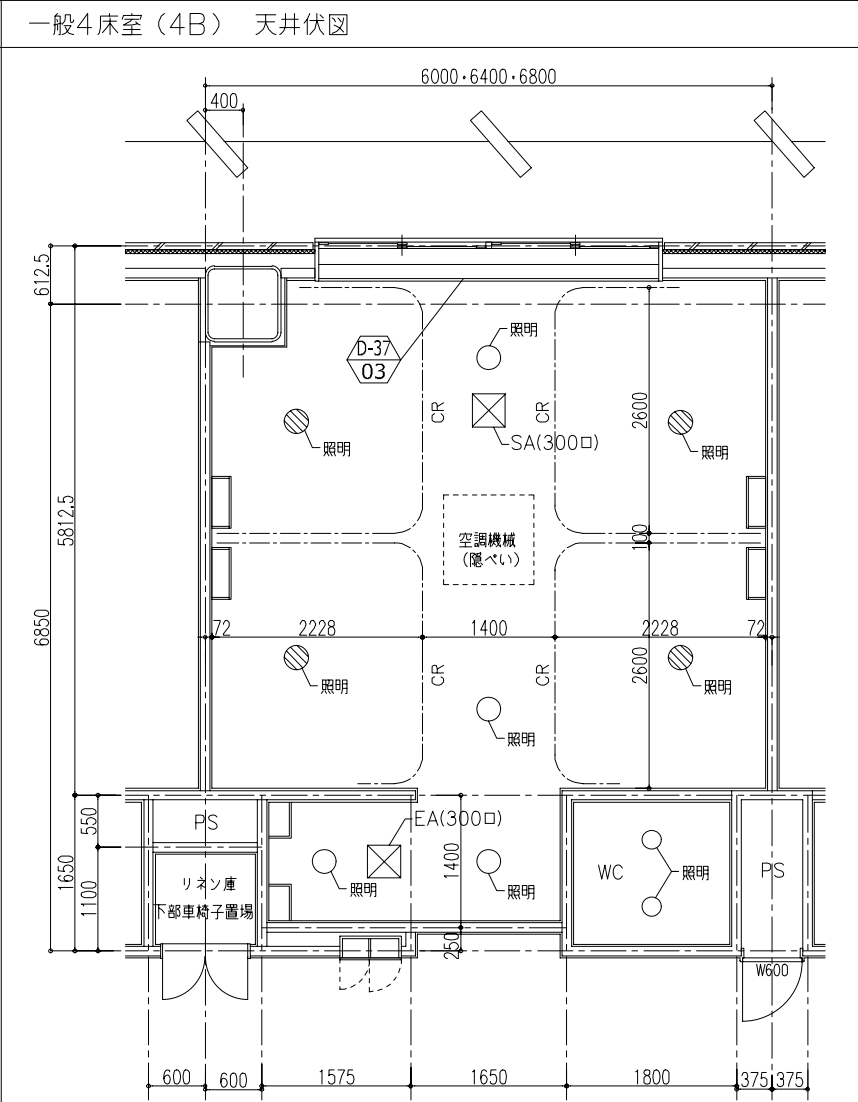 一般4床室（4B）　天井伏図
6000・6400・6800
400
612.5
5812.5
6850
D-37
03
照明
CR
CR
2600
SA(300□)
照明
照明
空調機械
（隠ぺい）
100
72
2228
1400
2228
72
CR
CR
2600
照明
照明
照明
550
1650
1100
PS
EA(300□)
1400
照明
照明
WC
照明
PS
リネン庫
下部車椅子置場
250
W600
600
600
1575
1650
1800
375
375